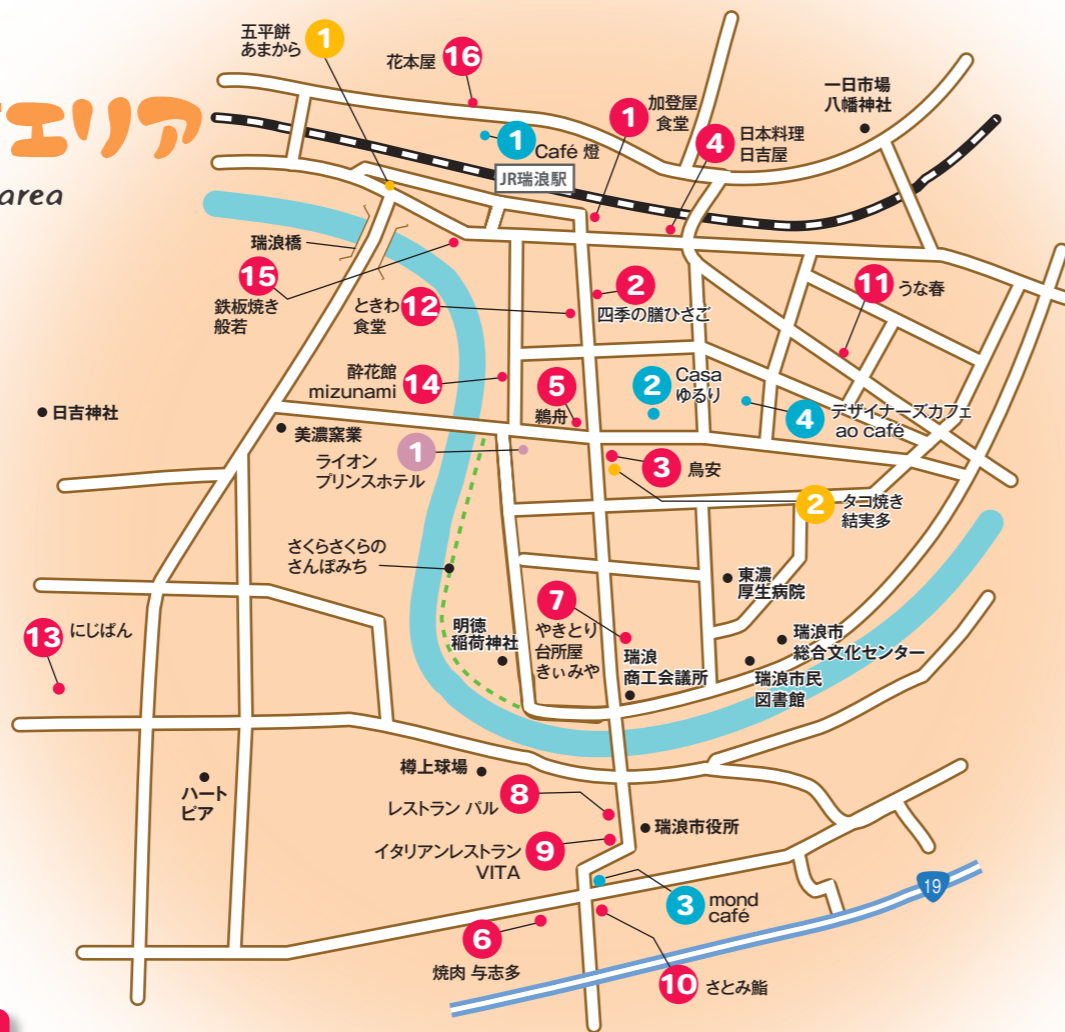 エリア
area
五平餅
あまから
1
花本屋
16
1
Café 燈
JR瑞浪駅
1
加登屋
食堂
4
日本料理
日吉屋
一日市場
八幡神社
瑞浪橋
15
鉄板焼き
般若
ときわ
食堂
12
2
四季の膳ひさご
11
うな春
酔花館
mizunami
14
5
鵜舟
2
Casa
ゆるり
4
デザイナーズカフェ
ao café
日吉神社
美濃窯業
ライオン
プリンスホテル
1
3
鳥安
2
タコ焼き
結実多
さくらさくらの
さんぽみち
東濃
厚生病院
13
にじぱん
明徳
稲荷神社
7
やきとり
台所屋
きぃみや
瑞浪
商工会議所
瑞浪市
総合文化センター
瑞浪市民
図書館
ハート
ピア
樽上球場
レストラン パル
8
イタリアンレストラン
VITA
9
瑞浪市役所
3
mond
café
19
6
焼肉 与志多
10
さとみ鮨